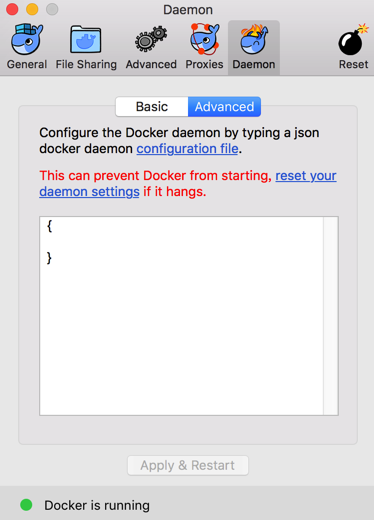 Daemon
General File Sharing Advanced Proxies Daemon Reset
Basic Advanced
Configure the Docker daemon by typing a json
docker daemon configuration file.
This can prevent Docker from starting, reset your
daemon settings if it hangs.
{
}
Apply & Restart
Docker is running